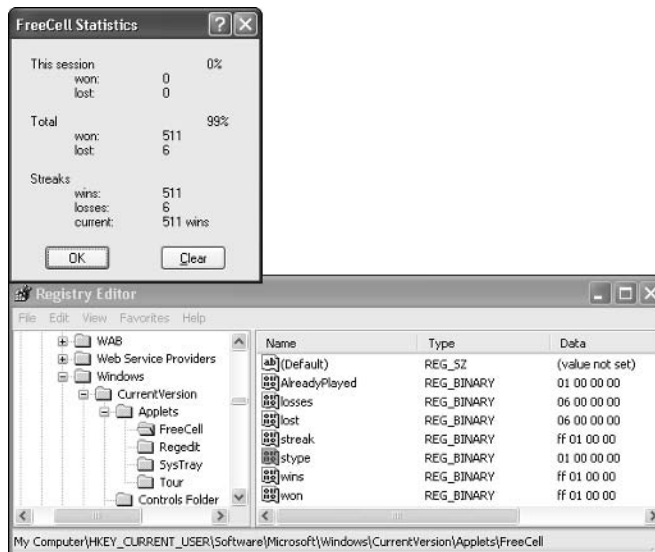 FreeCell Statistics
This session 0%
won: 0
lost: 0
Total 99%
won: 511
lost: 6
Streaks
wins: 511
losses: 6
current: 511 wins
OK Clear
Registry Editor
File Edit View Favorites Help
WAB
Web Service Providers
Windows
CurrentVersion
Applets
FreeCell
Regedit
SysTray
Tour
Controls Folder
Name Type Data
(Default) REG_SZ (value not set)
AlreadyPlayed REG_BINARY 01 00 00 00
losses REG_BINARY 06 00 00 00
lost REG_BINARY 06 00 00 00
streak REG_BINARY ff 01 00 00
stype REG_BINARY 01 00 00 00
wins REG_BINARY ff 01 00 00
won REG_BINARY ff 01 00 00
My Computer\HKEY_CURRENT_USER\Software\Microsoft\Windows\CurrentVersion\Applets\FreeCell